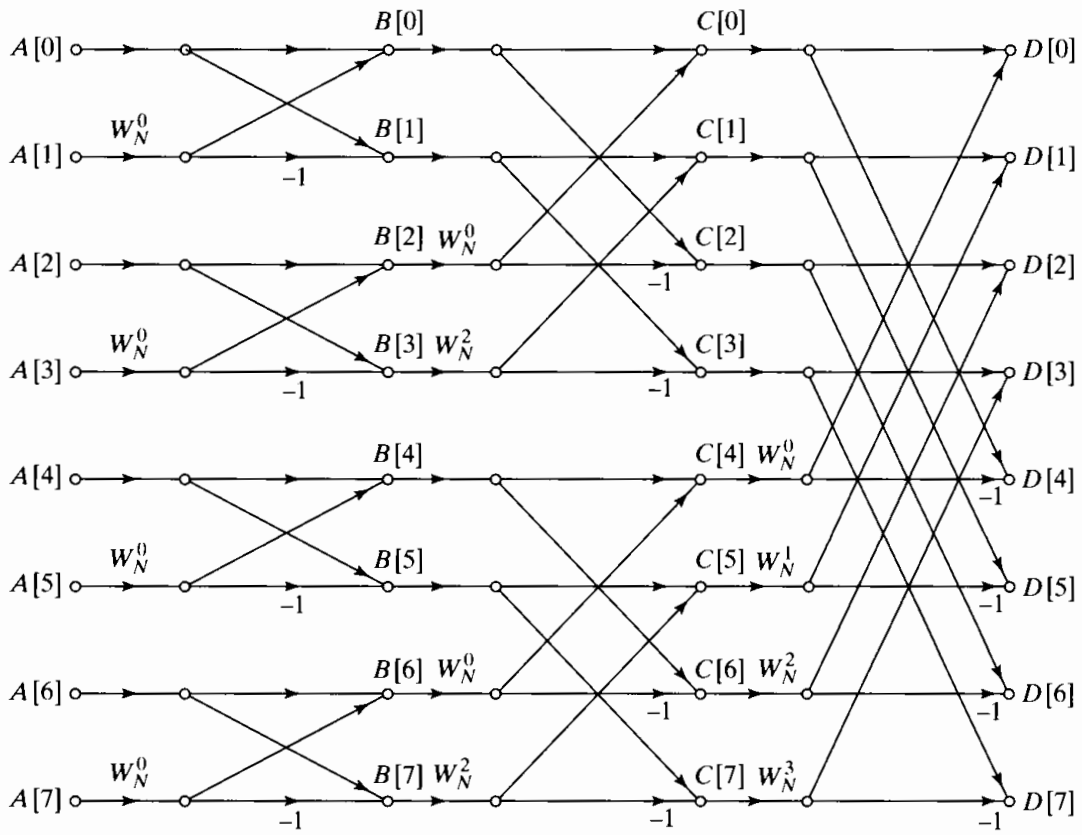 B[0] C[0]
A[0] D[0]
W_N^0 B[1] C[1]
A[1] D[1]
-1
B[2] W_N^0 C[2]
A[2] D[2]
-1
W_N^0 B[3] W_N^2 C[3]
A[3] D[3]
-1 -1
B[4] C[4] W_N^0
A[4] D[4]
-1
W_N^0 B[5] C[5] W_N^1
A[5] D[5]
-1 -1
B[6] W_N^0 C[6] W_N^2
A[6] D[6]
-1 -1
W_N^0 B[7] W_N^2 C[7] W_N^3
A[7] D[7]
-1 -1 -1